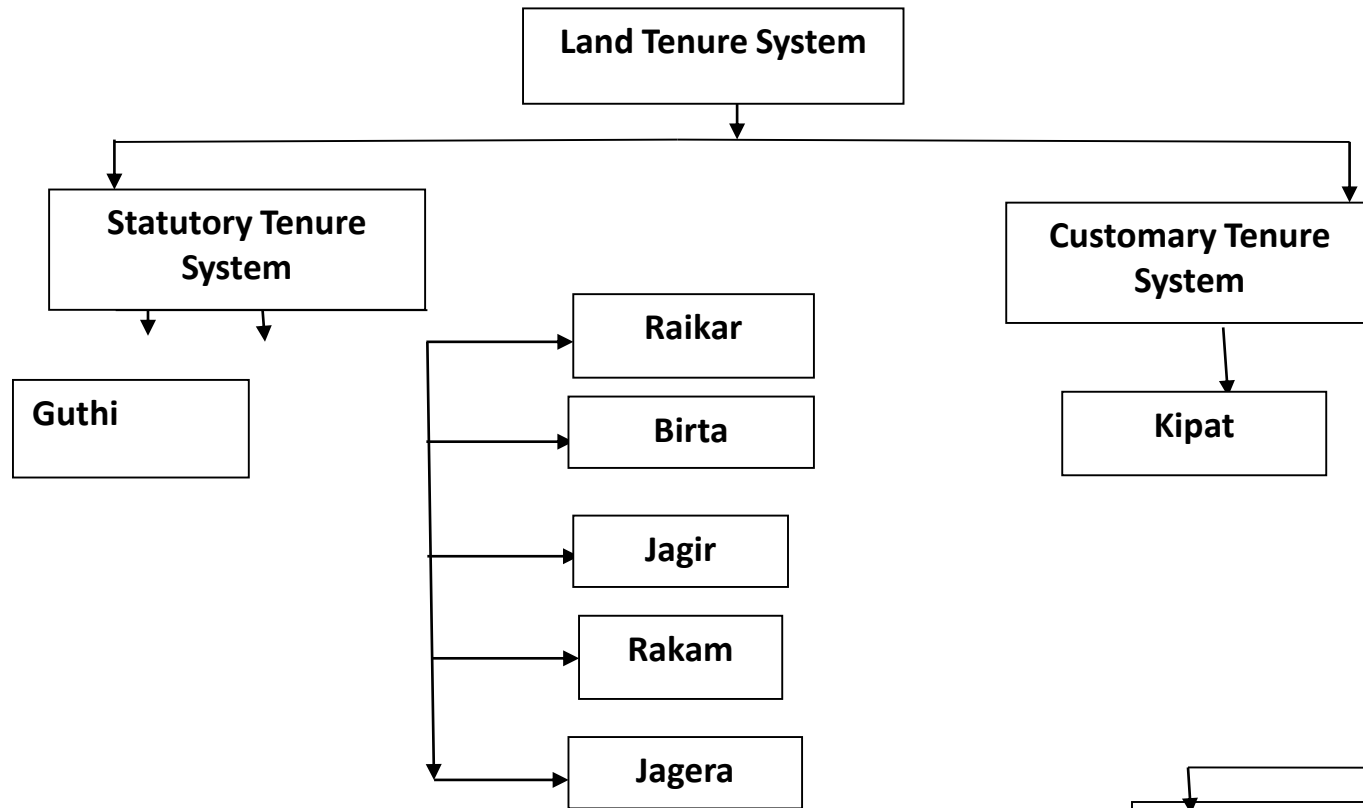 Land Tenure System
Statutory Tenure
System
Customary Tenure
System
Raikar
Guthi
Birta
Kipat
Jagir
Rakam
Jagera